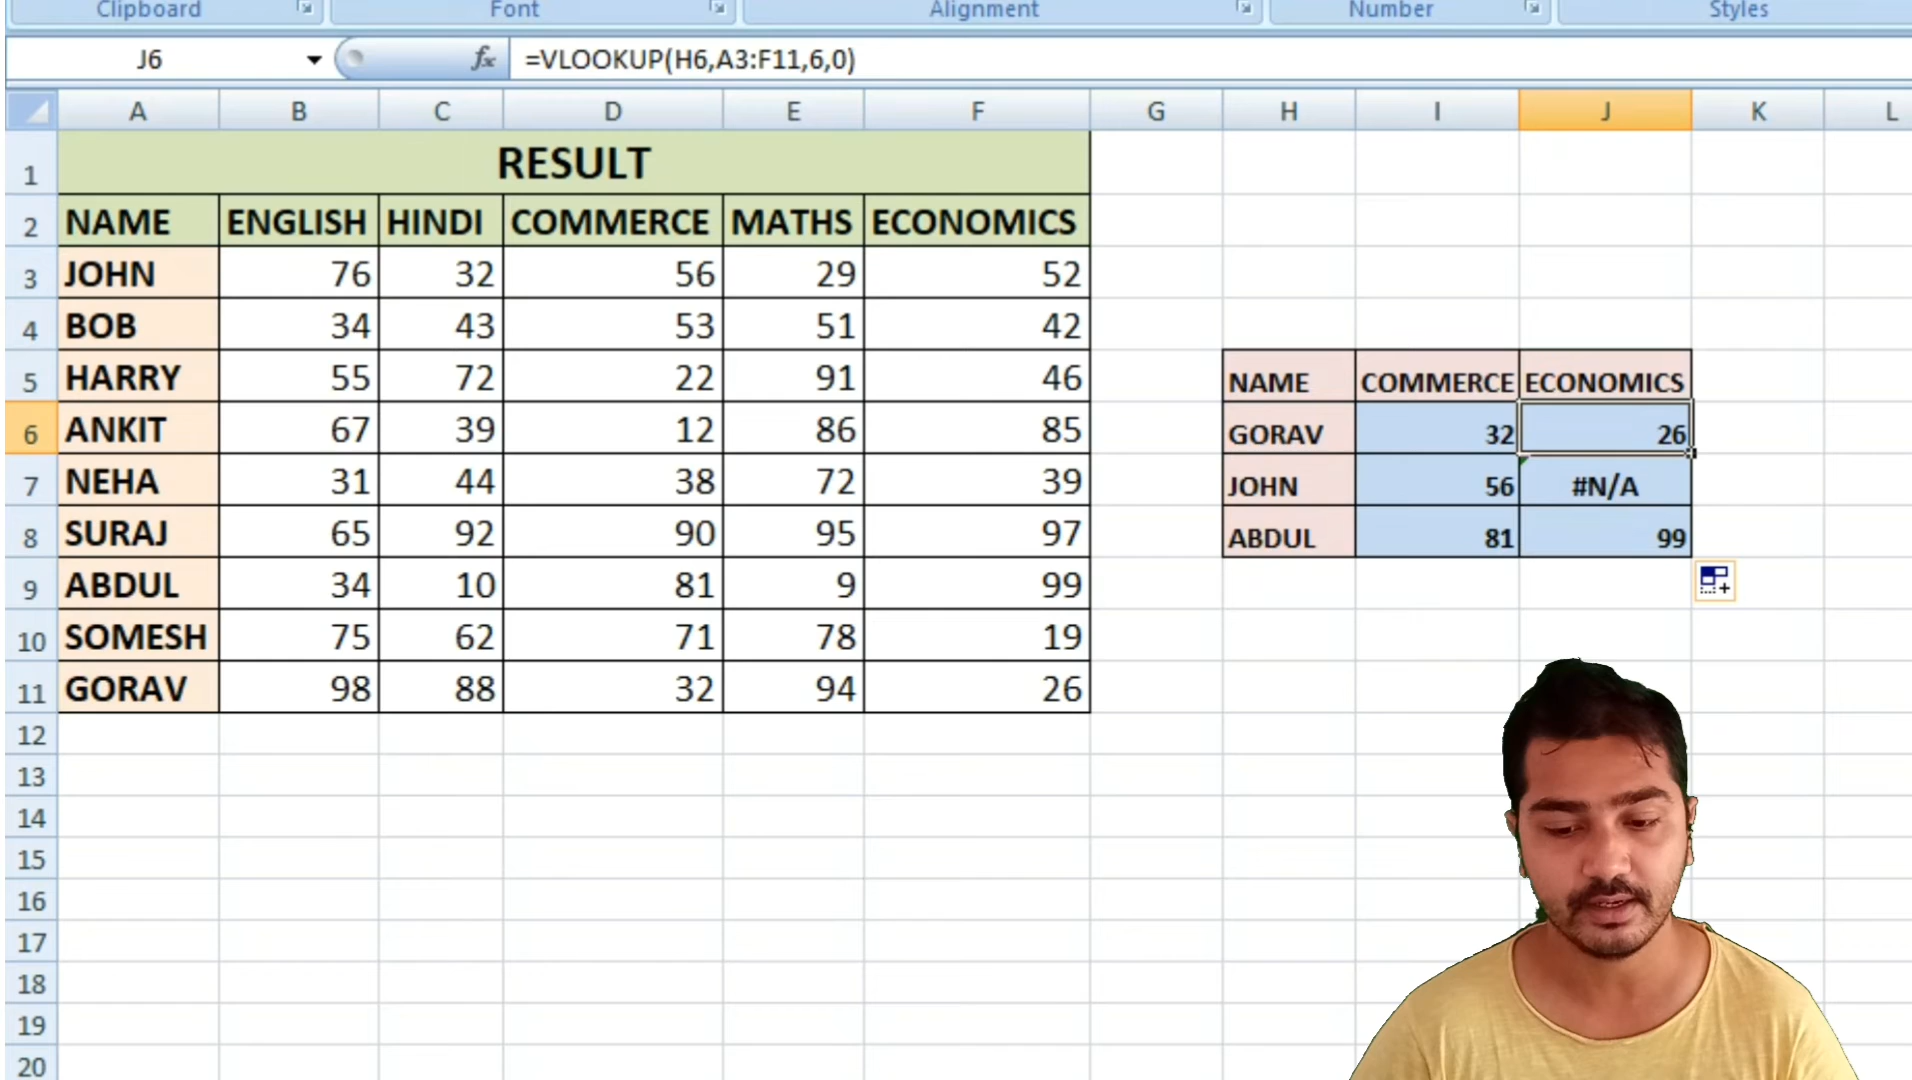 Clipboard Font Alignment Number Styles
J6 fx =VLOOKUP(H6,A3:F11,6,0)
A B C D E F G H I J K L
1 RESULT
2 NAME ENGLISH HINDI COMMERCE MATHS ECONOMICS
3 JOHN 76 32 56 29 52
4 BOB 34 43 53 51 42
5 HARRY 55 72 22 91 46 NAME COMMERCE ECONOMICS
6 ANKIT 67 39 12 86 85 GORAV 32 26
7 NEHA 31 44 38 72 39 JOHN 56 #N/A
8 SURAJ 65 92 90 95 97 ABDUL 81 99
9 ABDUL 34 10 81 9 99
10 SOMESH 75 62 71 78 19
11 GORAV 98 88 32 94 26
12
13
14
15
16
17
18
19
20